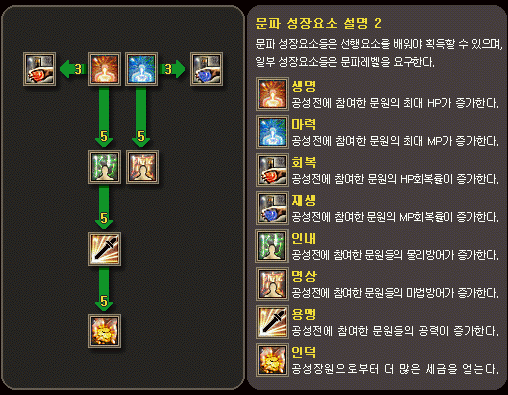 3
3
5
5
5
5
문파 성장요소 설명 2
문파 성장요소들은 선행요소를 배워야 획득할 수 있으며,
일부 성장요소들은 문파레벨을 요구한다.
생명
공성전에 참여한 문원의 최대 HP가 증가한다.
마력
공성전에 참여한 문원의 최대 MP가 증가한다.
회복
공성전에 참여한 문원의 HP회복률이 증가한다.
재생
공성전에 참여한 문원의 MP회복률이 증가한다.
인내
공성전에 참여한 문원들의 물리방어가 증가한다.
명상
공성전에 참여한 문원들의 마법방어가 증가한다.
용맹
공성전에 참여한 문원들의 공력이 증가한다.
인덕
공성장원으로부터 더 많은 세금을 얻는다.